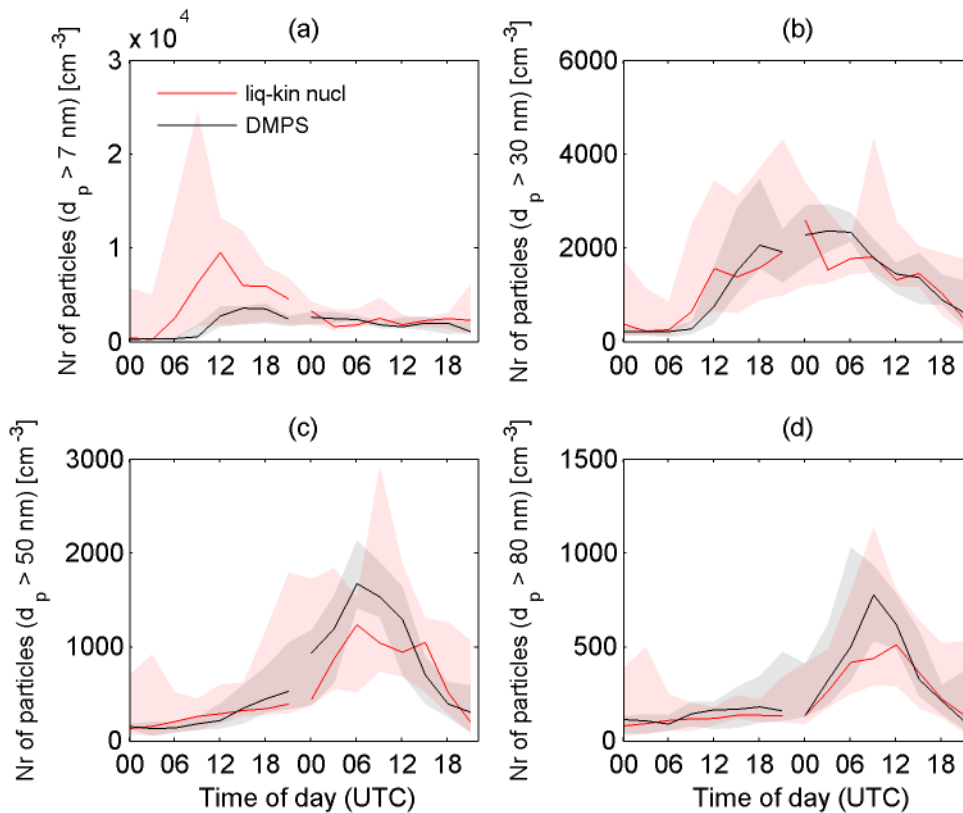 (a)
x 10^4
Nr of particles (d_p > 7 nm) [cm^-3]
3
2
1
0
liq-kin nucl
DMPS
00 06 12 18 00 06 12 18
(b)
Nr of particles (d_p > 30 nm) [cm^-3]
6000
4000
2000
0
00 06 12 18 00 06 12 18
(c)
Nr of particles (d_p > 50 nm) [cm^-3]
3000
2000
1000
0
00 06 12 18 00 06 12 18
Time of day (UTC)
(d)
Nr of particles (d_p > 80 nm) [cm^-3]
1500
1000
500
0
00 06 12 18 00 06 12 18
Time of day (UTC)